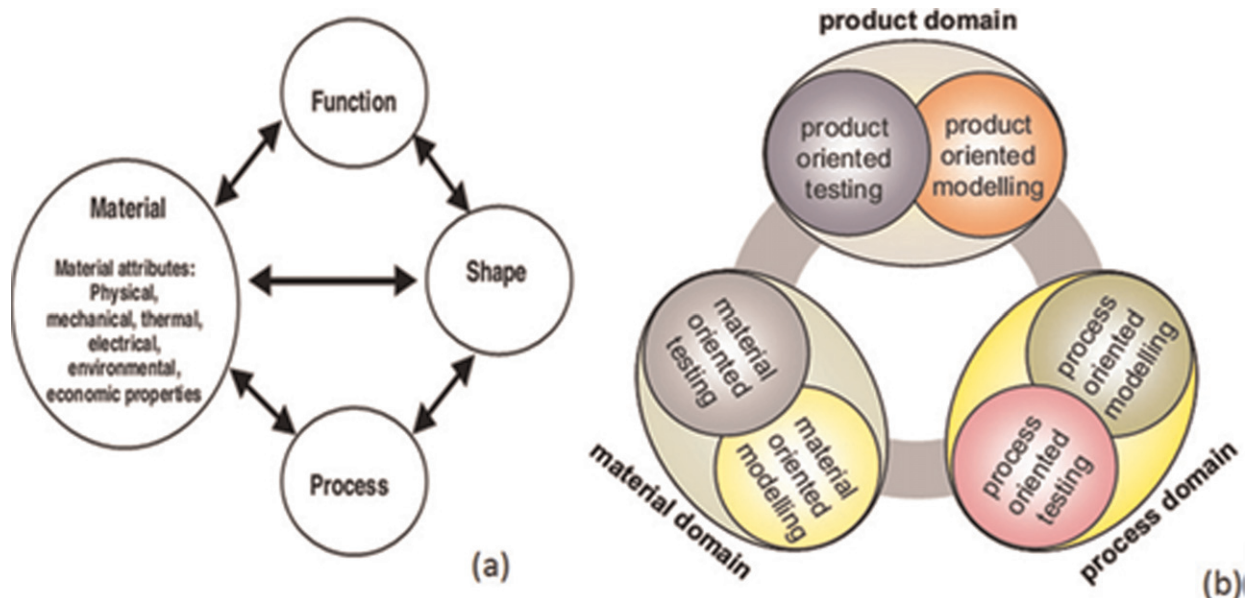 Function
Material
Material attributes:
Physical,
mechanical, thermal,
electrical,
environmental,
economic properties
Shape
Process
(a)
product domain
product
oriented
testing
product
oriented
modelling
material
oriented
testing
material
oriented
modelling
material domain
process
oriented
modelling
process
oriented
testing
process domain
(b)